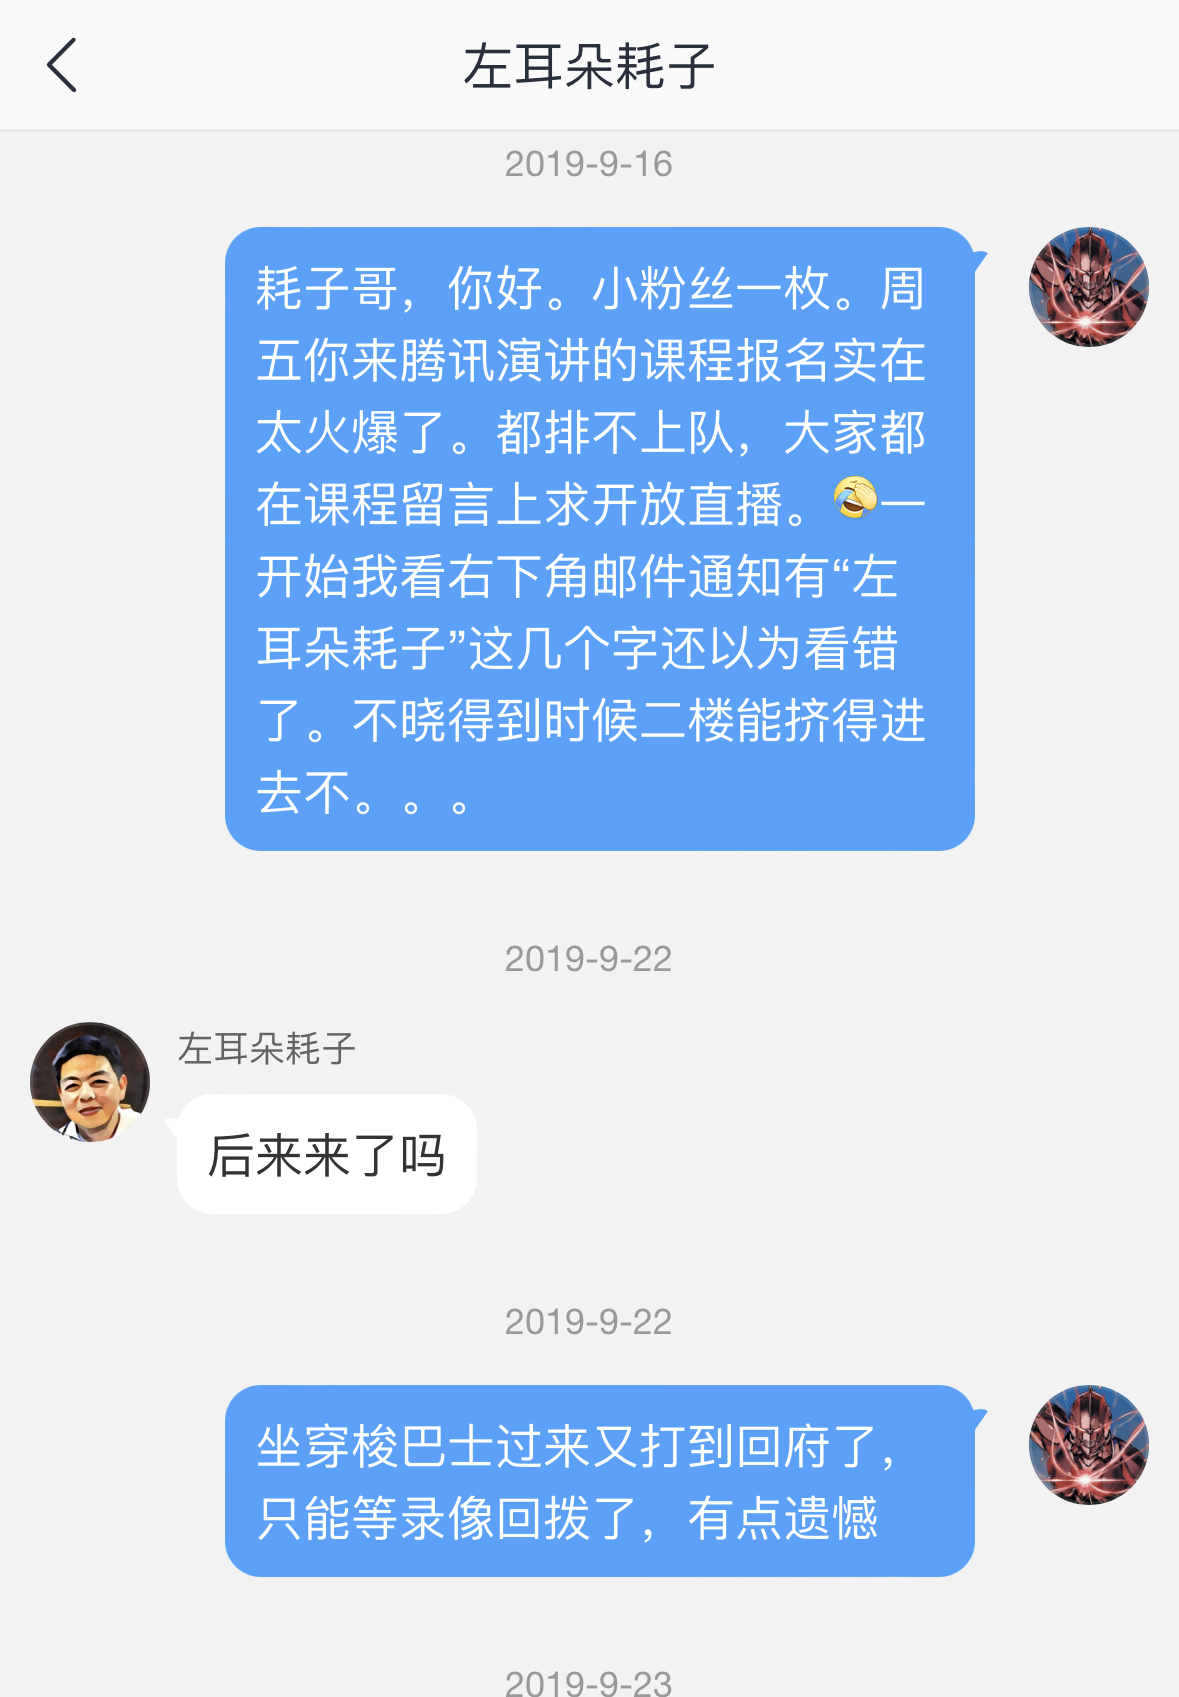 左耳朵耗子
2019-9-16
耗子哥，你好。小粉丝一枚。周
五你来腾讯演讲的课程报名实在
太火爆了。都排不上队，大家都
在课程留言上求开放直播。🤣一
开始我看右下角邮件通知有“左
耳朵耗子”这几个字还以为看错
了。不晓得到时候二楼能挤得进
去不。。。
2019-9-22
左耳朵耗子
后来来了吗
2019-9-22
坐穿梭巴士过来又打到回府了，
只能等录像回拨了，有点遗憾
2019-9-23